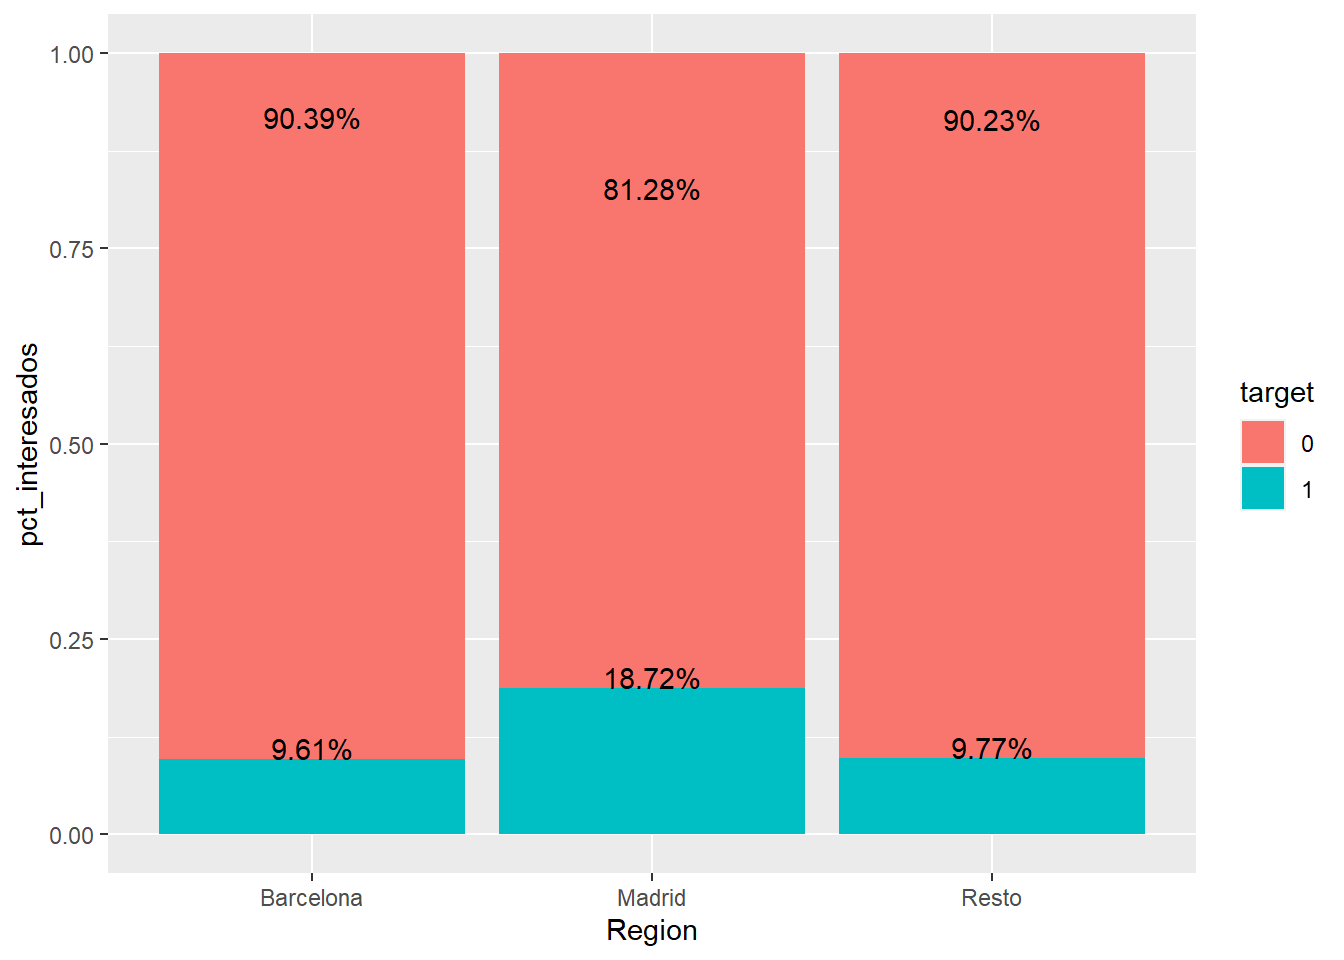 1.00
0.75
0.50
0.25
0.00
pct_interesados
90.39%
81.28%
90.23%
9.61%
18.72%
9.77%
Barcelona
Madrid
Resto
Region
target
0
1